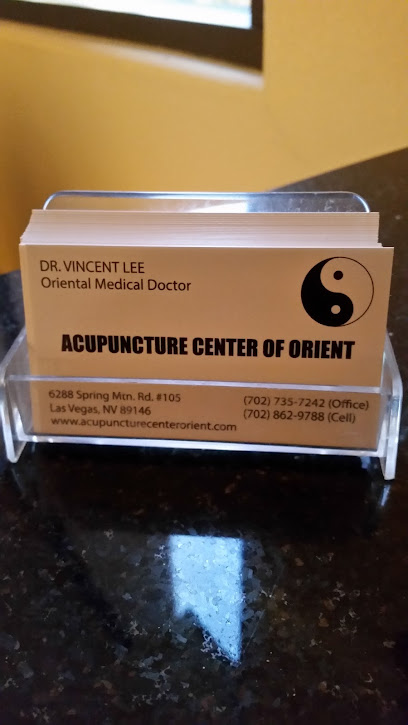 DR. VINCENT LEE
Oriental Medical Doctor
ACUPUNCTURE CENTER OF ORIENT
6288 Spring Mtn. Rd. #105
Las Vegas, NV 89146
www.acupuncturecenterorient.com
(702) 735-7242 (Office)
(702) 862-9788 (Cell)